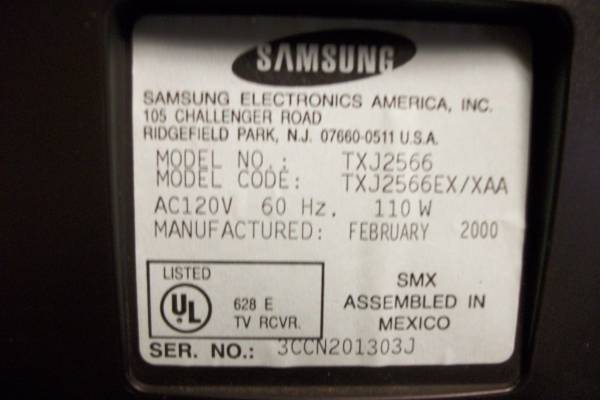 SAMSUNG
SAMSUNG ELECTRONICS AMERICA, INC.
105 CHALLENGER ROAD
RIDGEFIELD PARK, N.J. 07660-0511 U.S.A.
MODEL NO.: TXJ2566
MODEL CODE: TXJ2566EX/XAA
AC120V 60 Hz. 110 W
MANUFACTURED: FEBRUARY 2000
LISTED
UL
628 E
TV RCVR.
SMX
ASSEMBLED IN
MEXICO
SER. NO.: 3CCN201303J